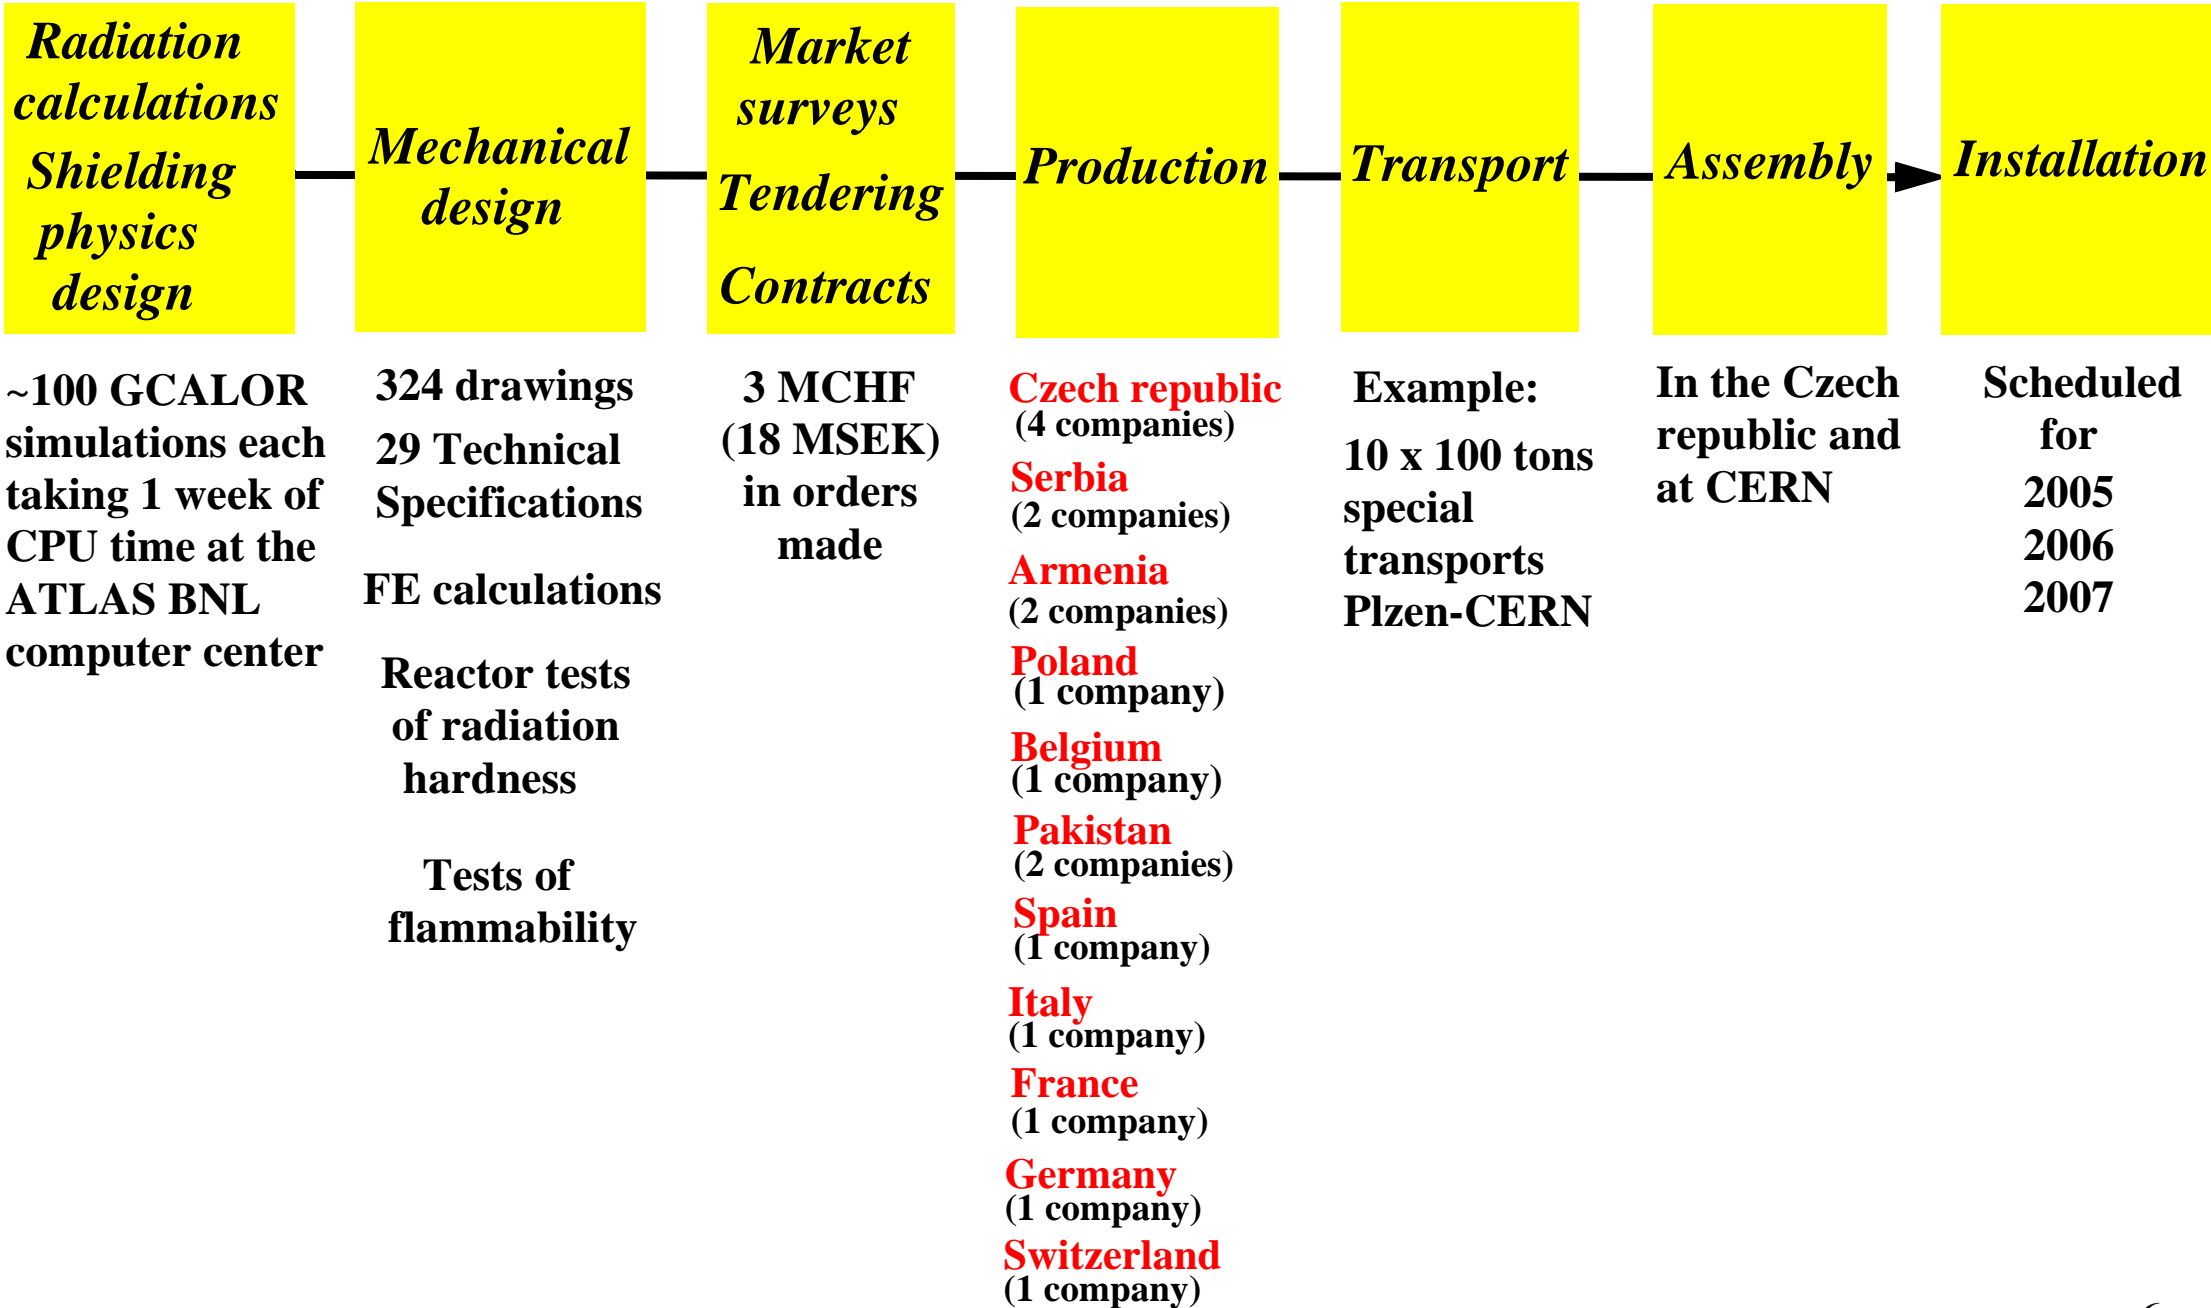 Radiation
calculations
Shielding
physics
design
Mechanical
design
Market
surveys
Tendering
Contracts
Production
Transport
Assembly
Installation
~100 GCALOR
simulations each
taking 1 week of
CPU time at the
ATLAS BNL
computer center
324 drawings
29 Technical
Specifications
FE calculations
Reactor tests
of radiation
hardness
Tests of
flammability
3 MCHF
(18 MSEK)
in orders
made
Czech republic
(4 companies)
Serbia
(2 companies)
Armenia
(2 companies)
Poland
(1 company)
Belgium
(1 company)
Pakistan
(2 companies)
Spain
(1 company)
Italy
(1 company)
France
(1 company)
Germany
(1 company)
Switzerland
(1 company)
Example:
10 x 100 tons
special
transports
Plzen-CERN
In the Czech
republic and
at CERN
Scheduled
for
2005
2006
2007